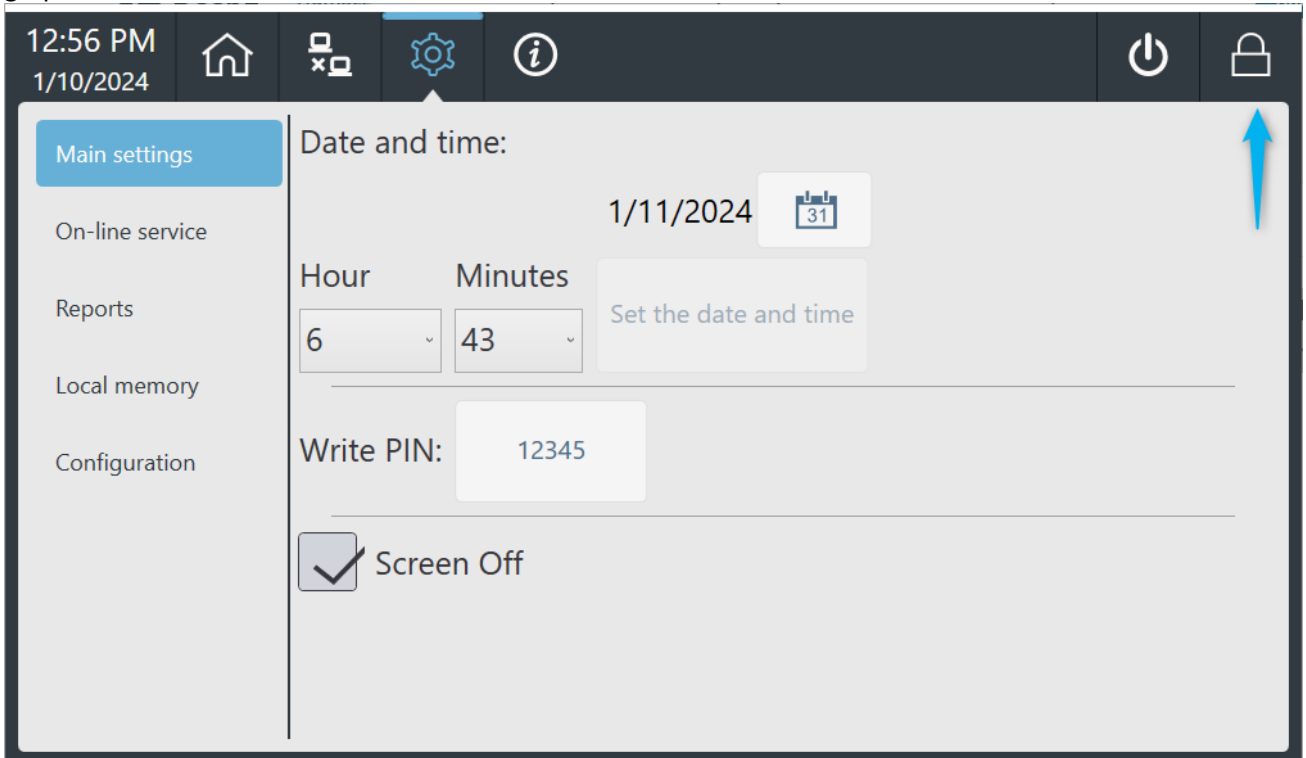 12:56 PM
1/10/2024
i
Main settings
On-line service
Reports
Local memory
Configuration
Date and time:
1/11/2024
31
Hour Minutes
6 43
Set the date and time
Write PIN: 12345
Screen Off